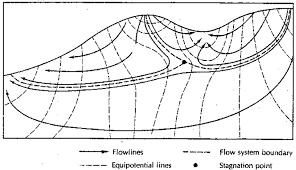 Flowlines
Flow system boundary
Equipotential lines
Stagnation point